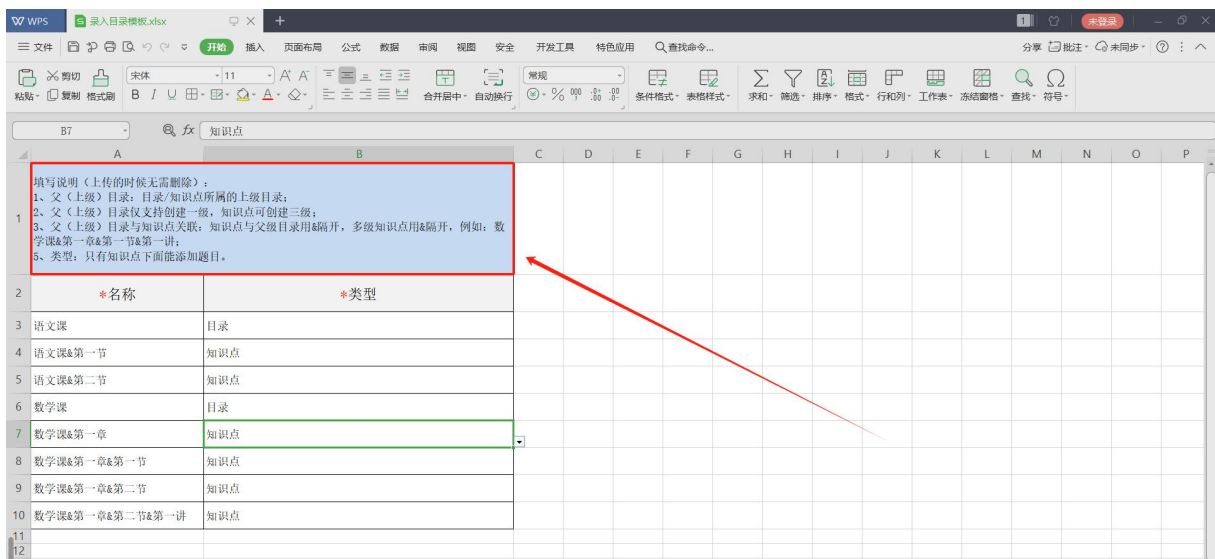 WPS 录入目录模板.xlsx 1 未登录
文件 开始 插入 页面布局 公式 数据 审阅 视图 安全 开发工具 特色应用 查找命令... 分享 批注 未同步
剪切 宋体 11 A+ A- 常规
粘贴 复制 格式刷 B I U A 合并居中 自动换行 % 000 条件格式 表格样式 求和 筛选 排序 格式 行和列 工作表 冻结窗格 查找 符号
B7 fx 知识点
A B C D E F G H I J K L M N O P
1
填写说明（上传的时候无需删除）：
1、父（上级）目录：目录/知识点所属的上级目录；
2、父（上级）目录仅支持创建一级，知识点可创建三级；
3、父（上级）目录与知识点关联：知识点与父级目录用&隔开，多级知识点用&隔开，例如：数
学课&第一章&第一节&第一讲；
5、类型：只有知识点下面能添加题目。
2 *名称 *类型
3 语文课 目录
4 语文课&第一节 知识点
5 语文课&第二节 知识点
6 数学课 目录
7 数学课&第一章 知识点
8 数学课&第一章&第一节 知识点
9 数学课&第一章&第二节 知识点
10 数学课&第一章&第二节&第一讲 知识点
11
12